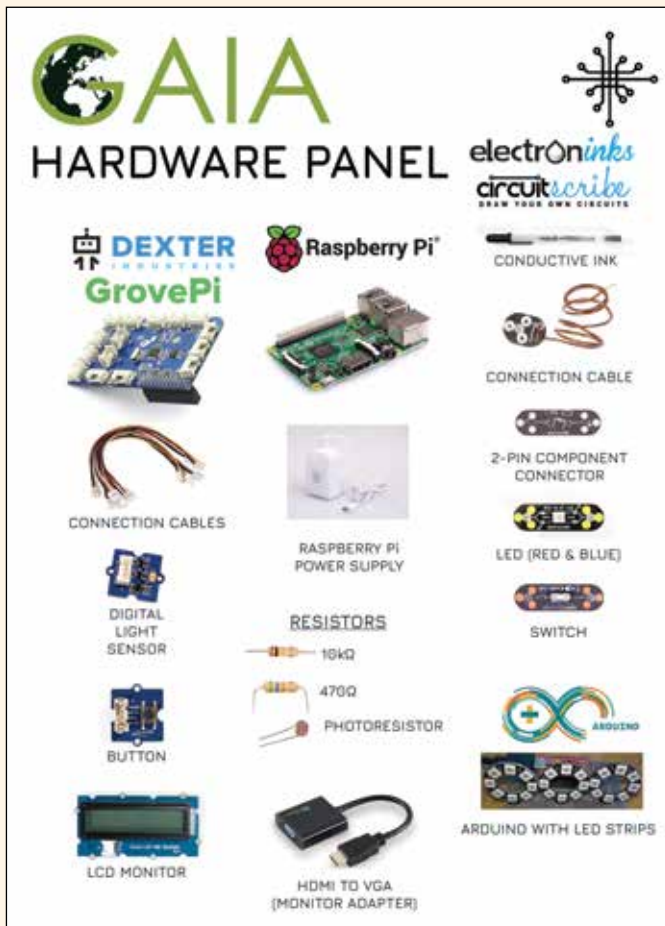 GAIA
HARDWARE PANEL
electroninks
circuitscribe
DRAW YOUR OWN CIRCUITS
DEXTER
INDUSTRIES
GrovePi
Raspberry Pi®
CONDUCTIVE INK
CONNECTION CABLE
2-PIN COMPONENT
CONNECTOR
CONNECTION CABLES
RASPBERRY Pi
POWER SUPPLY
LED (RED & BLUE)
DIGITAL
LIGHT
SENSOR
RESISTORS
10kΩ
470Ω
PHOTORESISTOR
SWITCH
BUTTON
ARDUINO
ARDUINO WITH LED STRIPS
LCD MONITOR
HDMI TO VGA
(MONITOR ADAPTER)